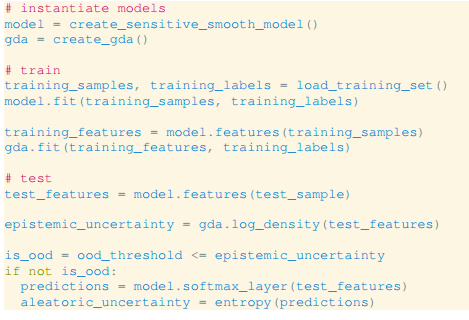 # instantiate models
model = create_sensitive_smooth_model()
gda = create_gda()
# train
training_samples, training_labels = load_training_set()
model.fit(training_samples, training_labels)
training_features = model.features(training_samples)
gda.fit(training_features, training_labels)
# test
test_features = model.features(test_sample)
epistemic_uncertainty = gda.log_density(test_features)
is_ood = ood_threshold <= epistemic_uncertainty
if not is_ood:
  predictions = model.softmax_layer(test_features)
  aleatoric_uncertainty = entropy(predictions)